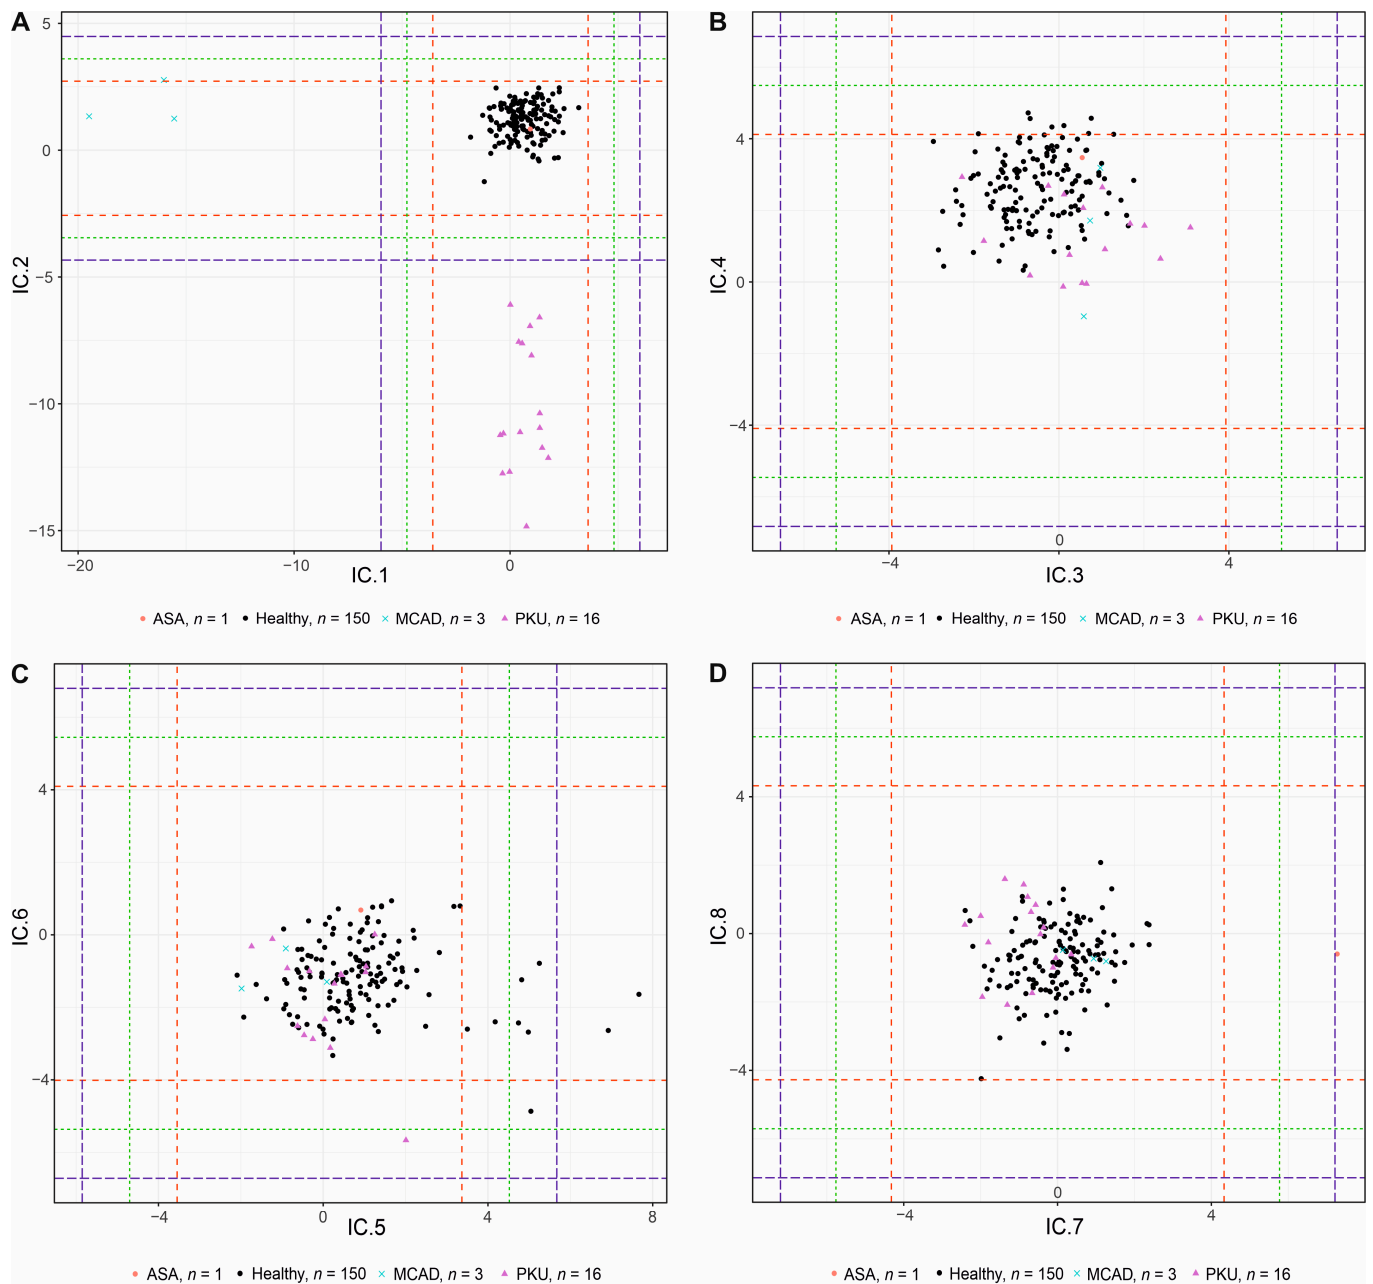 A
5
0
−5
−10
−15
IC.2
−20
−10
0
IC.1
ASA, n = 1 Healthy, n = 150 MCAD, n = 3 PKU, n = 16
B
4
0
−4
IC.4
0
−4
4
IC.3
ASA, n = 1 Healthy, n = 150 MCAD, n = 3 PKU, n = 16
C
4
0
−4
IC.6
−4
0
4
8
IC.5
ASA, n = 1 Healthy, n = 150 MCAD, n = 3 PKU, n = 16
D
4
0
−4
IC.8
0
−4
4
IC.7
ASA, n = 1 Healthy, n = 150 MCAD, n = 3 PKU, n = 16